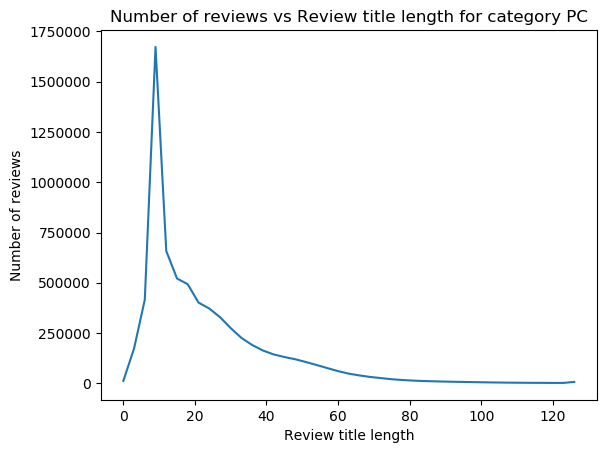 Number of reviews vs Review title length for category PC
1750000
1500000
1250000
1000000
750000
500000
250000
0
Number of reviews
0 20 40 60 80 100 120
Review title length